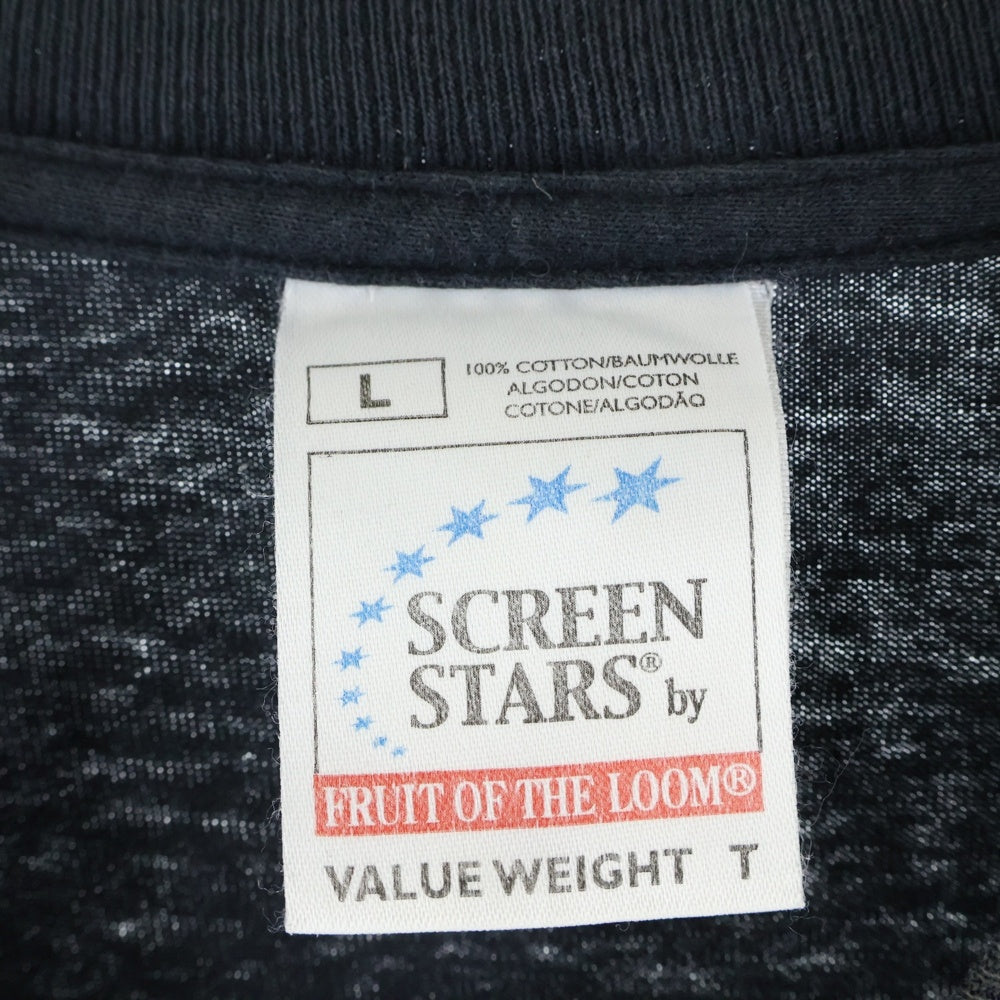 L
100% COTTON/BAUMWOLLE
ALGODON/COTON
COTONE/ALGODÃO
SCREEN
STARS® by
FRUIT OF THE LOOM®
VALUE WEIGHT T